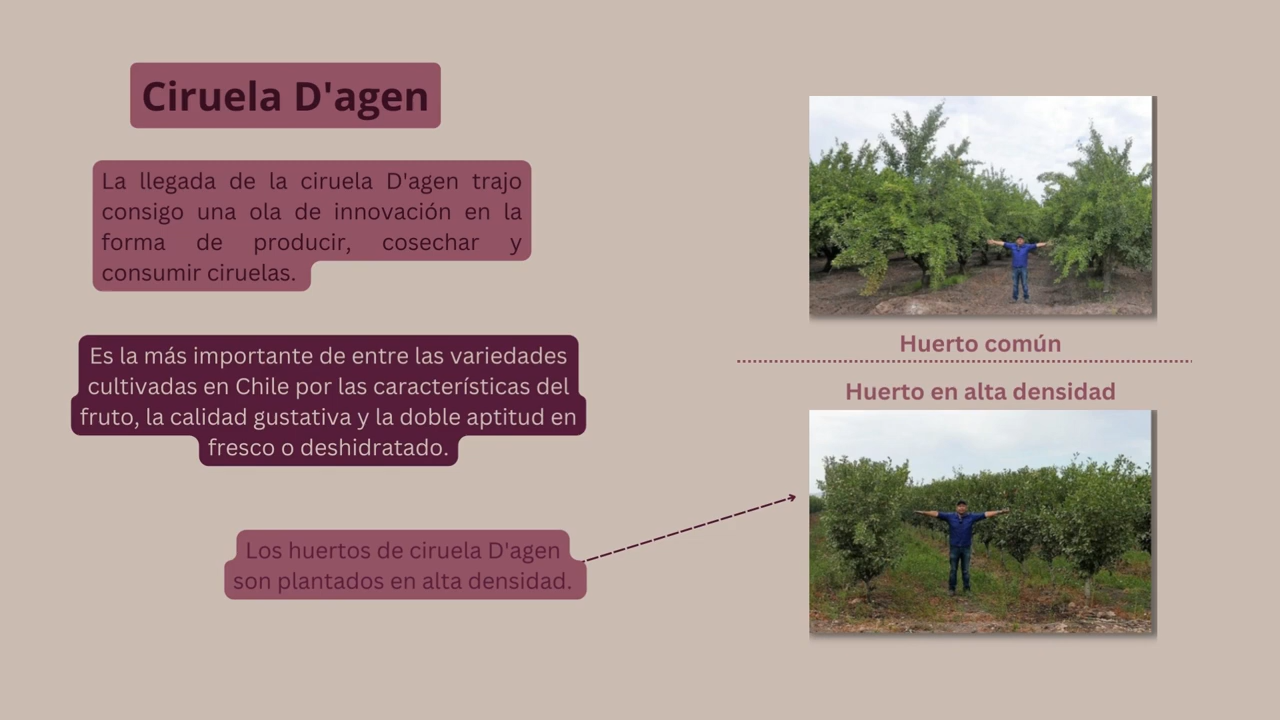 Ciruela D'agen
La llegada de la ciruela D'agen trajo
consigo una ola de innovación en la
forma de producir, cosechar y
consumir ciruelas.
Es la más importante de entre las variedades
cultivadas en Chile por las características del
fruto, la calidad gustativa y la doble aptitud en
fresco o deshidratado.
Los huertos de ciruela D'agen
son plantados en alta densidad.
Huerto común
Huerto en alta densidad